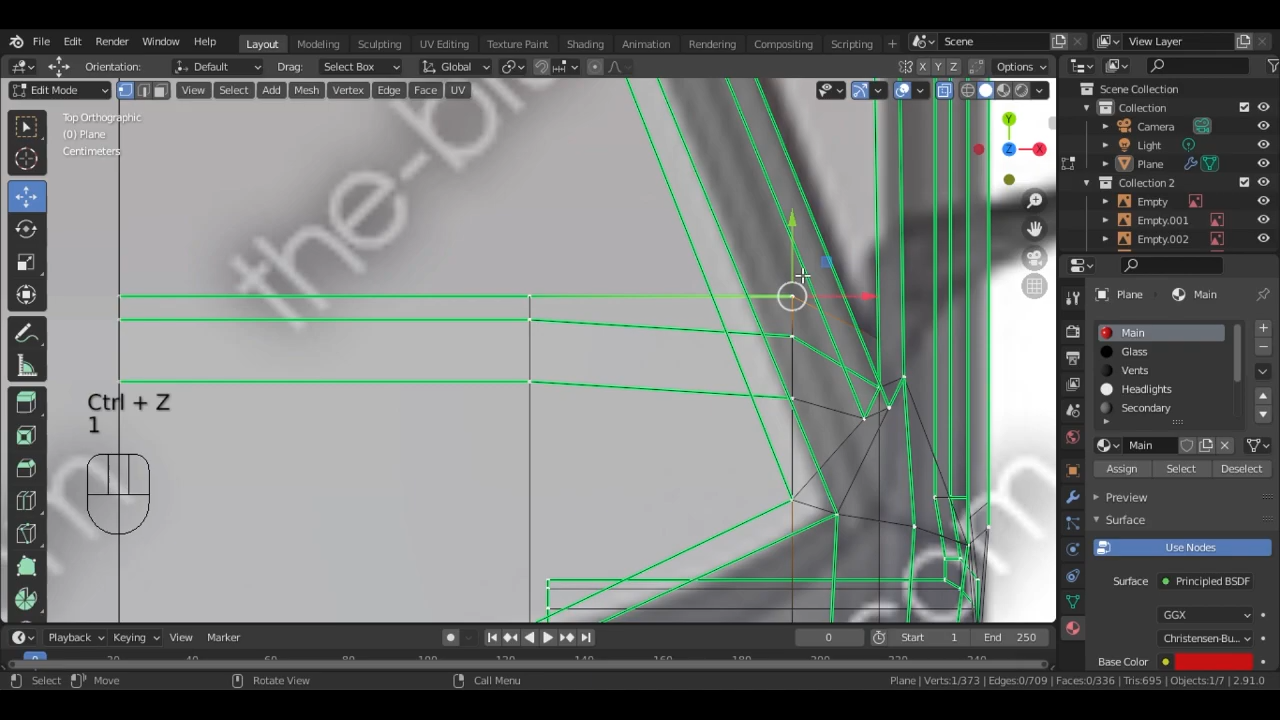 File Edit Render Window Help Layout Modeling Sculpting UV Editing Texture Paint Shading Animation Rendering Compositing Scripting + Scene View Layer
Orientation: Default Drag: Select Box Global X Y Z Options
Edit Mode View Select Add Mesh Vertex Edge Face UV
Top Orthographic
(0) Plane
Centimeters
Y
Z
X
the-bl
Ctrl + Z
1
Scene Collection
Collection
Camera
Light
Plane
Collection 2
Empty
Empty.001
Empty.002
Plane > Main
Main
Glass
Vents
Headlights
Secondary
Main
Assign Select Deselect
Preview
Surface
Use Nodes
Surface Principled BSDF
GGX
Christensen-Bu...
Base Color
Playback Keying View Marker 0 Start 1 End 250
0
Select Move Rotate View Call Menu Plane | Verts:1/373 | Edges:0/709 | Faces:0/336 | Tris:695 | Objects:1/7 | 2.91.0